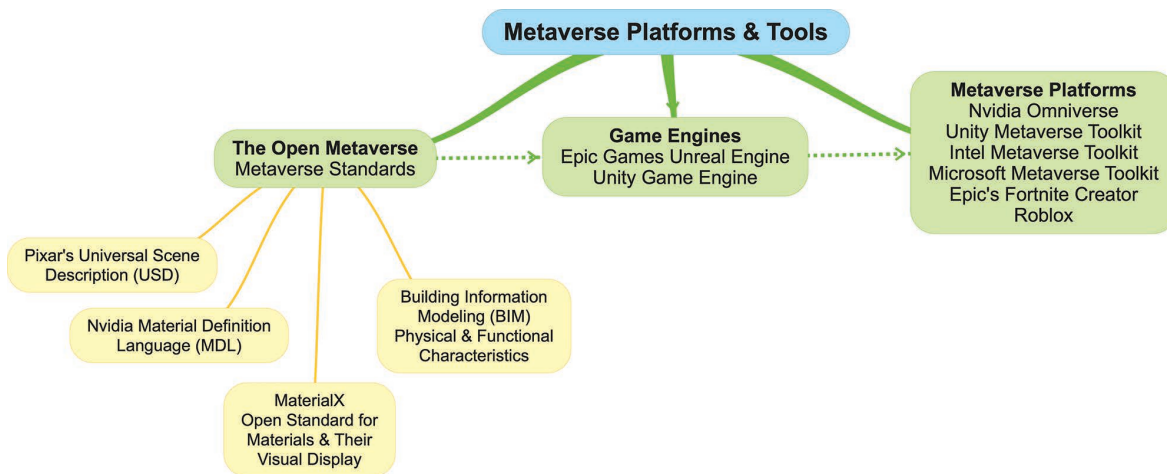 Metaverse Platforms & Tools
The Open Metaverse
Metaverse Standards
Game Engines
Epic Games Unreal Engine
Unity Game Engine
Metaverse Platforms
Nvidia Omniverse
Unity Metaverse Toolkit
Intel Metaverse Toolkit
Microsoft Metaverse Toolkit
Epic's Fortnite Creator
Roblox
Pixar's Universal Scene
Description (USD)
Nvidia Material Definition
Language (MDL)
MaterialX
Open Standard for
Materials & Their
Visual Display
Building Information
Modeling (BIM)
Physical & Functional
Characteristics